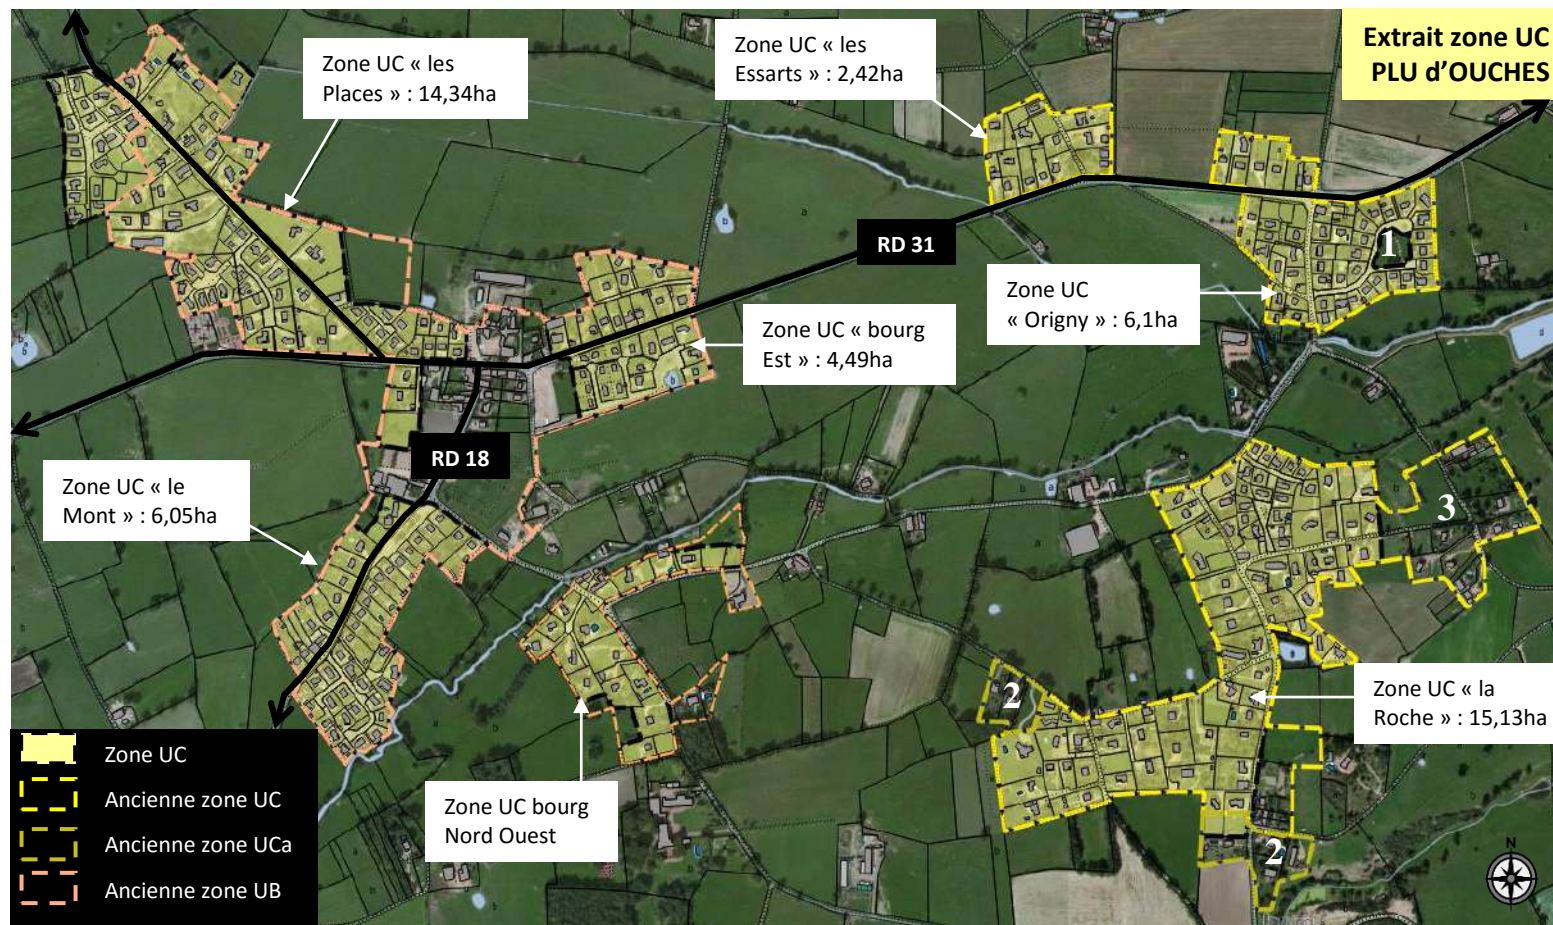 Extrait zone UC
PLU d’OUCHES
Zone UC « les
Essarts » : 2,42ha
Zone UC « les
Places » : 14,34ha
1
RD 31
Zone UC
« Origny » : 6,1ha
Zone UC « bourg
Est » : 4,49ha
RD 18
Zone UC « le
Mont » : 6,05ha
3
2
Zone UC « la
Roche » : 15,13ha
Zone UC bourg
Nord Ouest
2
Zone UC
Ancienne zone UC
Ancienne zone UCa
Ancienne zone UB
N